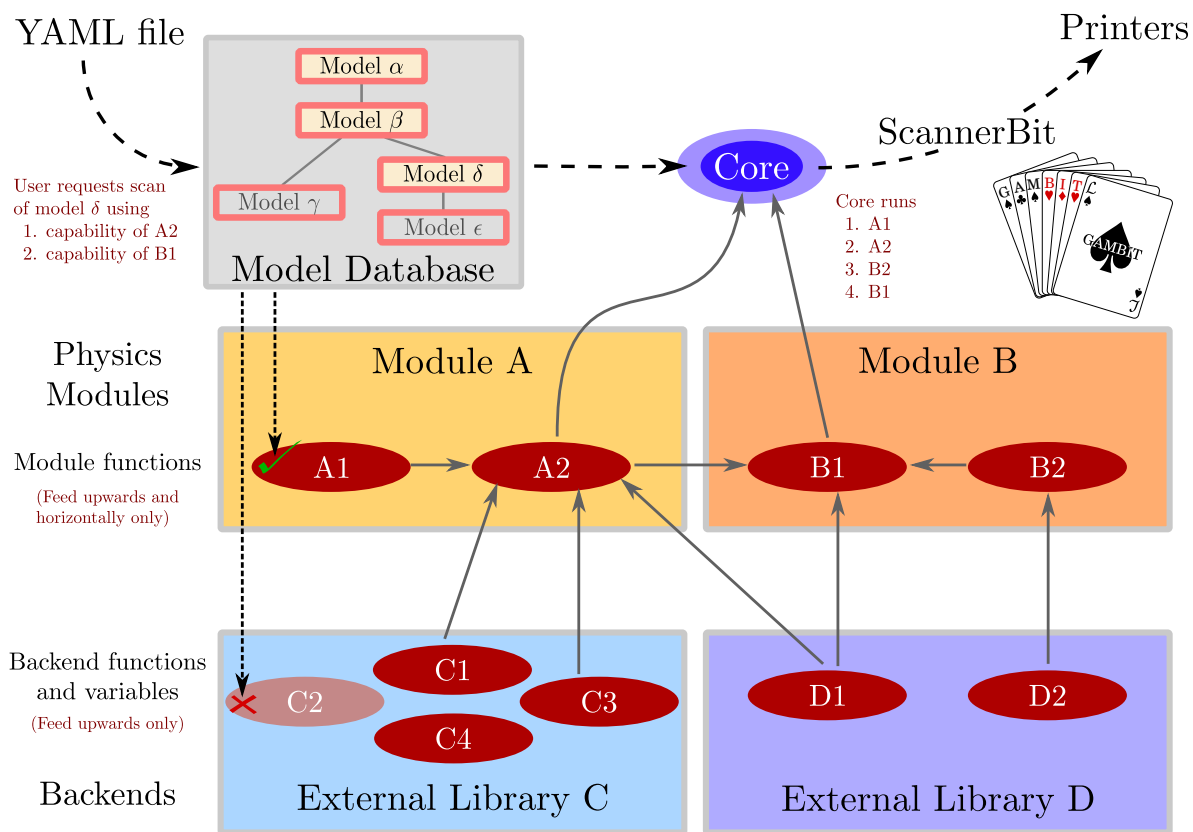 YAML file
Printers
Model α
Model β
Model δ
Model γ
Model ϵ
Model Database
User requests scan
of model δ using
1. capability of A2
2. capability of B1
Core
ScannerBit
Core runs
1. A1
2. A2
3. B2
4. B1
G A M B I T L
GAMBIT
J
Physics
Modules
Module A
Module B
Module functions
(Feed upwards and
horizontally only)
A1
A2
B1
B2
Backend functions
and variables
(Feed upwards only)
C1
C2
C3
C4
D1
D2
Backends
External Library C
External Library D